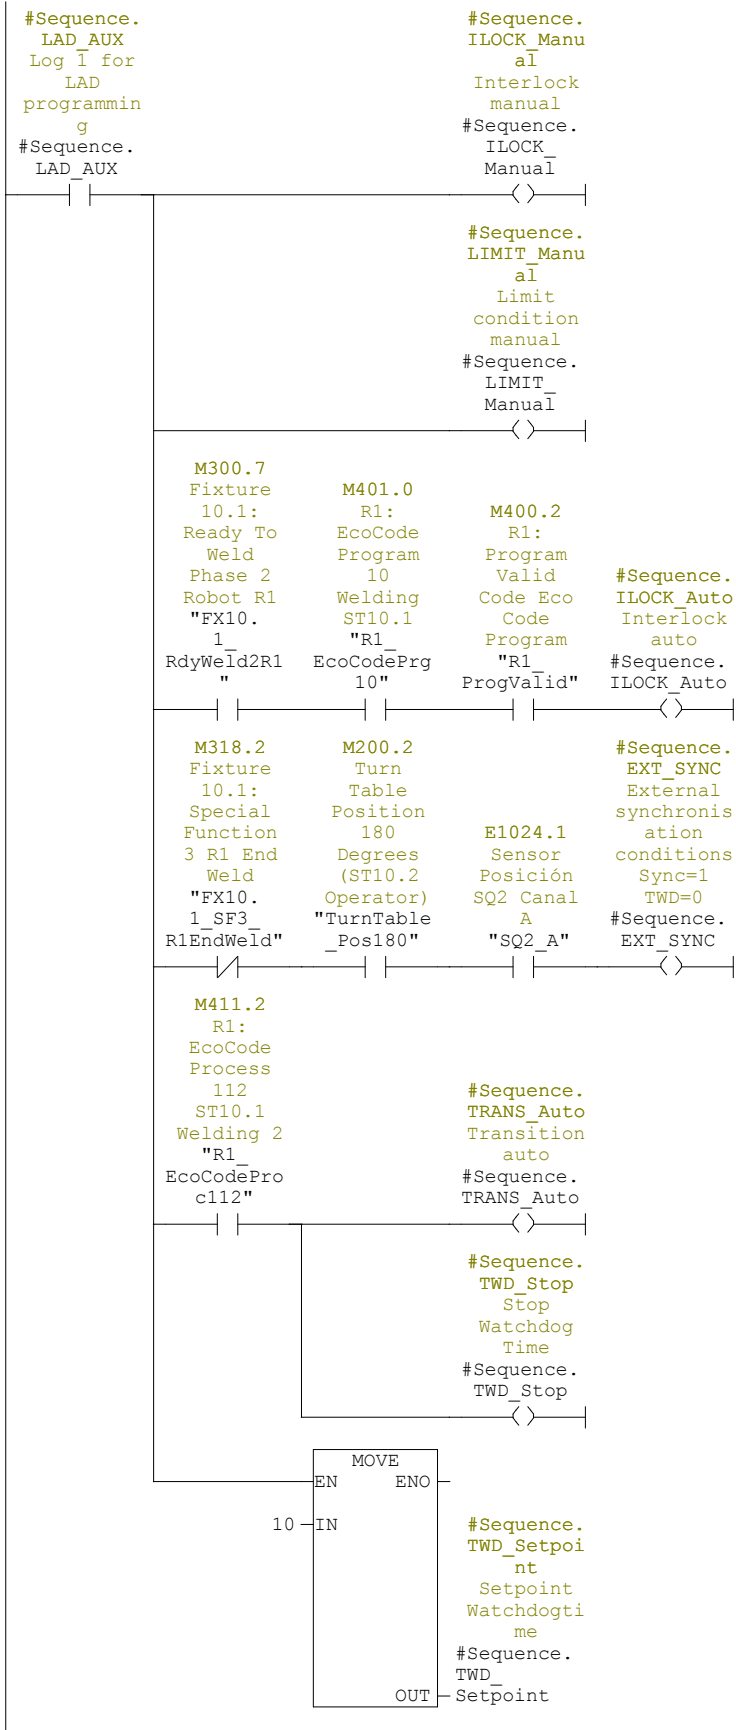 #Sequence.
LAD_AUX
Log 1 for
LAD
programmin
g
#Sequence.
LAD_AUX
#Sequence.
ILOCK_Manu
al
Interlock
manual
#Sequence.
ILOCK_
Manual
#Sequence.
LIMIT_Manu
al
Limit
condition
manual
#Sequence.
LIMIT_
Manual
M300.7
Fixture
10.1:
Ready To
Weld
Phase 2
Robot R1
"FX10.
1_
RdyWeld2R1
"
M401.0
R1:
EcoCode
Program
10
Welding
ST10.1
"R1_
EcoCodePrg
10"
M400.2
R1:
Program
Valid
Code Eco
Code
Program
"R1_
ProgValid"
#Sequence.
ILOCK_Auto
Interlock
auto
#Sequence.
ILOCK_Auto
M318.2
Fixture
10.1:
Special
Function
3 R1 End
Weld
"FX10.
1_SF3_
R1EndWeld"
M200.2
Turn
Table
Position
180
Degrees
(ST10.2
Operator)
"TurnTable
_Pos180"
E1024.1
Sensor
Posición
SQ2 Canal
A
"SQ2_A"
#Sequence.
EXT_SYNC
External
synchronis
ation
conditions
Sync=1
TWD=0
#Sequence.
EXT_SYNC
M411.2
R1:
EcoCode
Process
112
ST10.1
Welding 2
"R1_
EcoCodePro
c112"
#Sequence.
TRANS_Auto
Transition
auto
#Sequence.
TRANS_Auto
#Sequence.
TWD_Stop
Stop
Watchdog
Time
#Sequence.
TWD_Stop
MOVE
EN ENO
10 IN
#Sequence.
TWD_Setpoi
nt
Setpoint
Watchdogti
me
#Sequence.
TWD_
OUT Setpoint